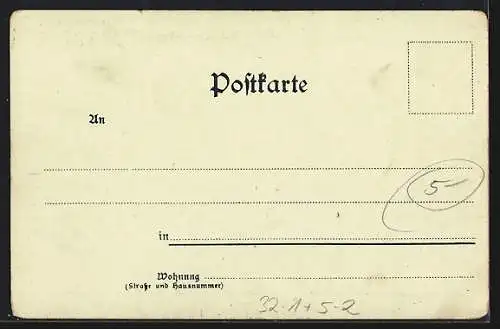 Postkarte
An
5-
in
Wohnung
(Straße und Hausnummer)
32-1+5-2